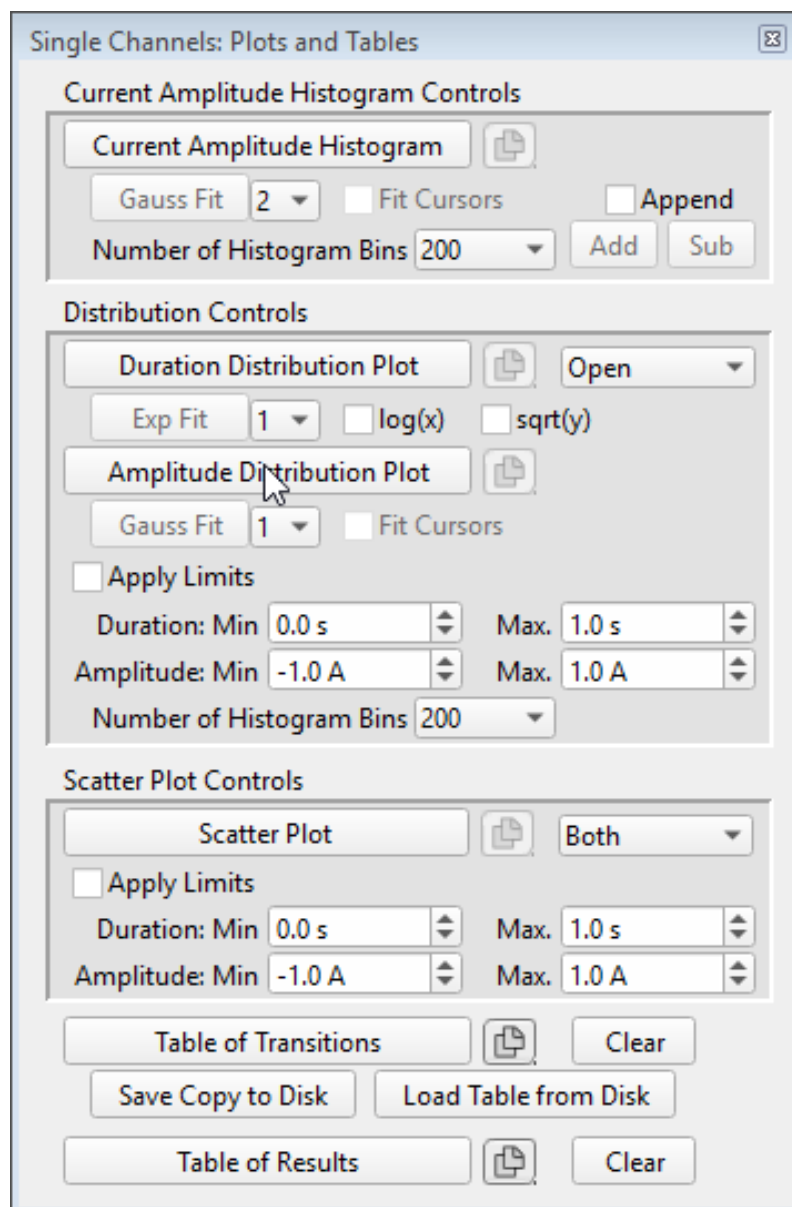 Single Channels: Plots and Tables
Current Amplitude Histogram Controls
Current Amplitude Histogram
Gauss Fit 2 Fit Cursors Append
Number of Histogram Bins 200 Add Sub
Distribution Controls
Duration Distribution Plot Open
Exp Fit 1 log(x) sqrt(y)
Amplitude Distribution Plot
Gauss Fit 1 Fit Cursors
Apply Limits
Duration: Min 0.0 s Max. 1.0 s
Amplitude: Min -1.0 A Max. 1.0 A
Number of Histogram Bins 200
Scatter Plot Controls
Scatter Plot Both
Apply Limits
Duration: Min 0.0 s Max. 1.0 s
Amplitude: Min -1.0 A Max. 1.0 A
Table of Transitions Clear
Save Copy to Disk Load Table from Disk
Table of Results Clear